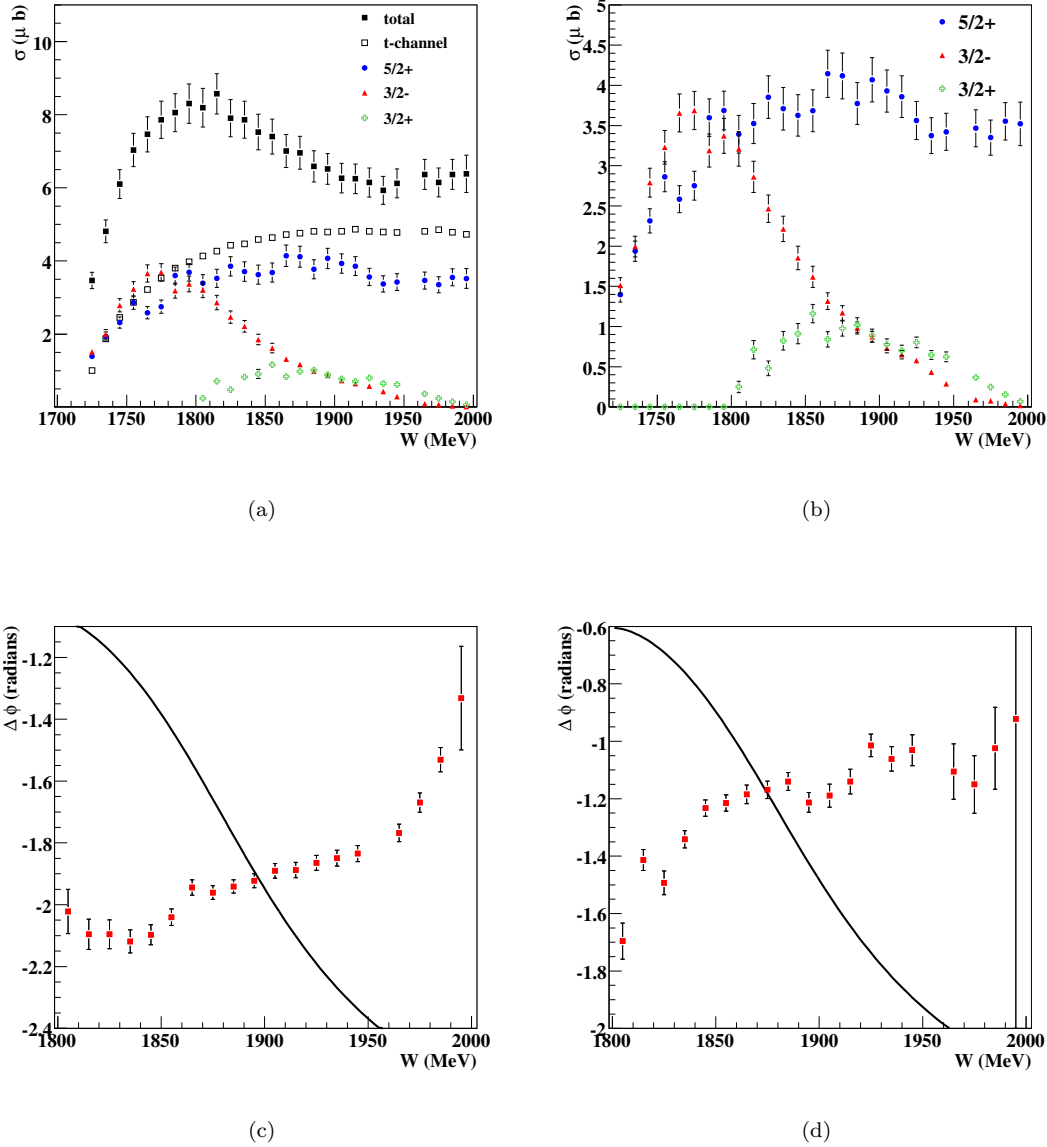 σ (μ b)
10
8
6
4
2
1700 1750 1800 1850 1900 1950 2000
W (MeV)
total
t-channel
5/2+
3/2-
3/2+
(a)
σ (μ b)
5
4.5
4
3.5
3
2.5
2
1.5
1
0.5
0
1750 1800 1850 1900 1950 2000
W (MeV)
5/2+
3/2-
3/2+
(b)
Δ ϕ (radians)
-1.2
-1.4
-1.6
-1.8
-2
-2.2
-2.4
1800 1850 1900 1950 2000
W (MeV)
(c)
Δ ϕ (radians)
-0.6
-0.8
-1
-1.2
-1.4
-1.6
-1.8
-2
1800 1850 1900 1950 2000
W (MeV)
(d)